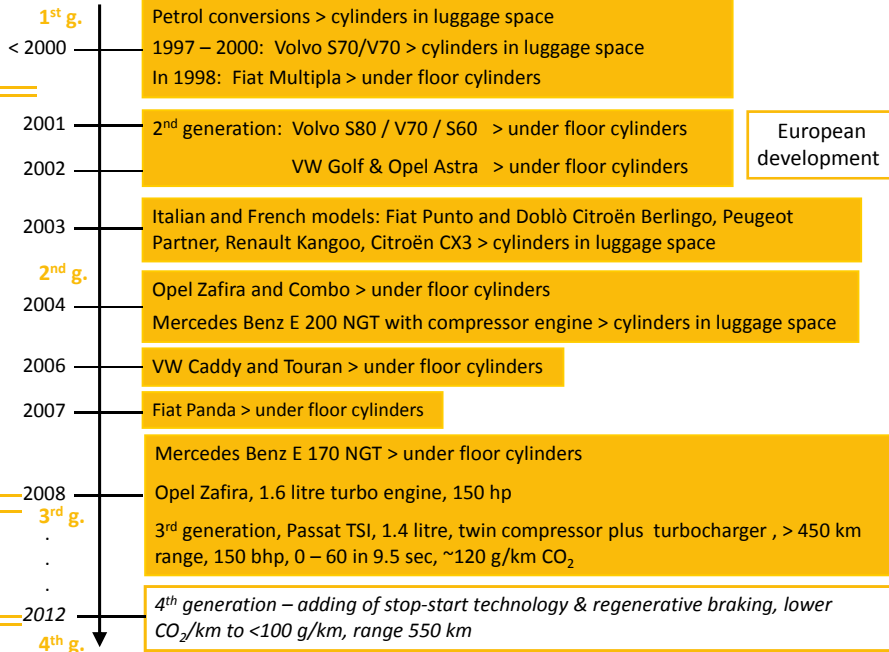 1st g.
Petrol conversions > cylinders in luggage space
< 2000
1997 – 2000: Volvo S70/V70 > cylinders in luggage space
In 1998: Fiat Multipla > under floor cylinders
2001
2nd generation: Volvo S80 / V70 / S60 > under floor cylinders
European
development
2002
VW Golf & Opel Astra > under floor cylinders
2003
Italian and French models: Fiat Punto and Doblò Citroën Berlingo, Peugeot
Partner, Renault Kangoo, Citroën CX3 > cylinders in luggage space
2nd g.
2004
Opel Zafira and Combo > under floor cylinders
Mercedes Benz E 200 NGT with compressor engine > cylinders in luggage space
2006
VW Caddy and Touran > under floor cylinders
2007
Fiat Panda > under floor cylinders
Mercedes Benz E 170 NGT > under floor cylinders
2008
Opel Zafira, 1.6 litre turbo engine, 150 hp
3rd g.
3rd generation, Passat TSI, 1.4 litre, twin compressor plus turbocharger , > 450 km
range, 150 bhp, 0 – 60 in 9.5 sec, ~120 g/km CO2
.
.
.
2012
4th generation – adding of stop-start technology & regenerative braking, lower
CO2/km to <100 g/km, range 550 km
4th g.